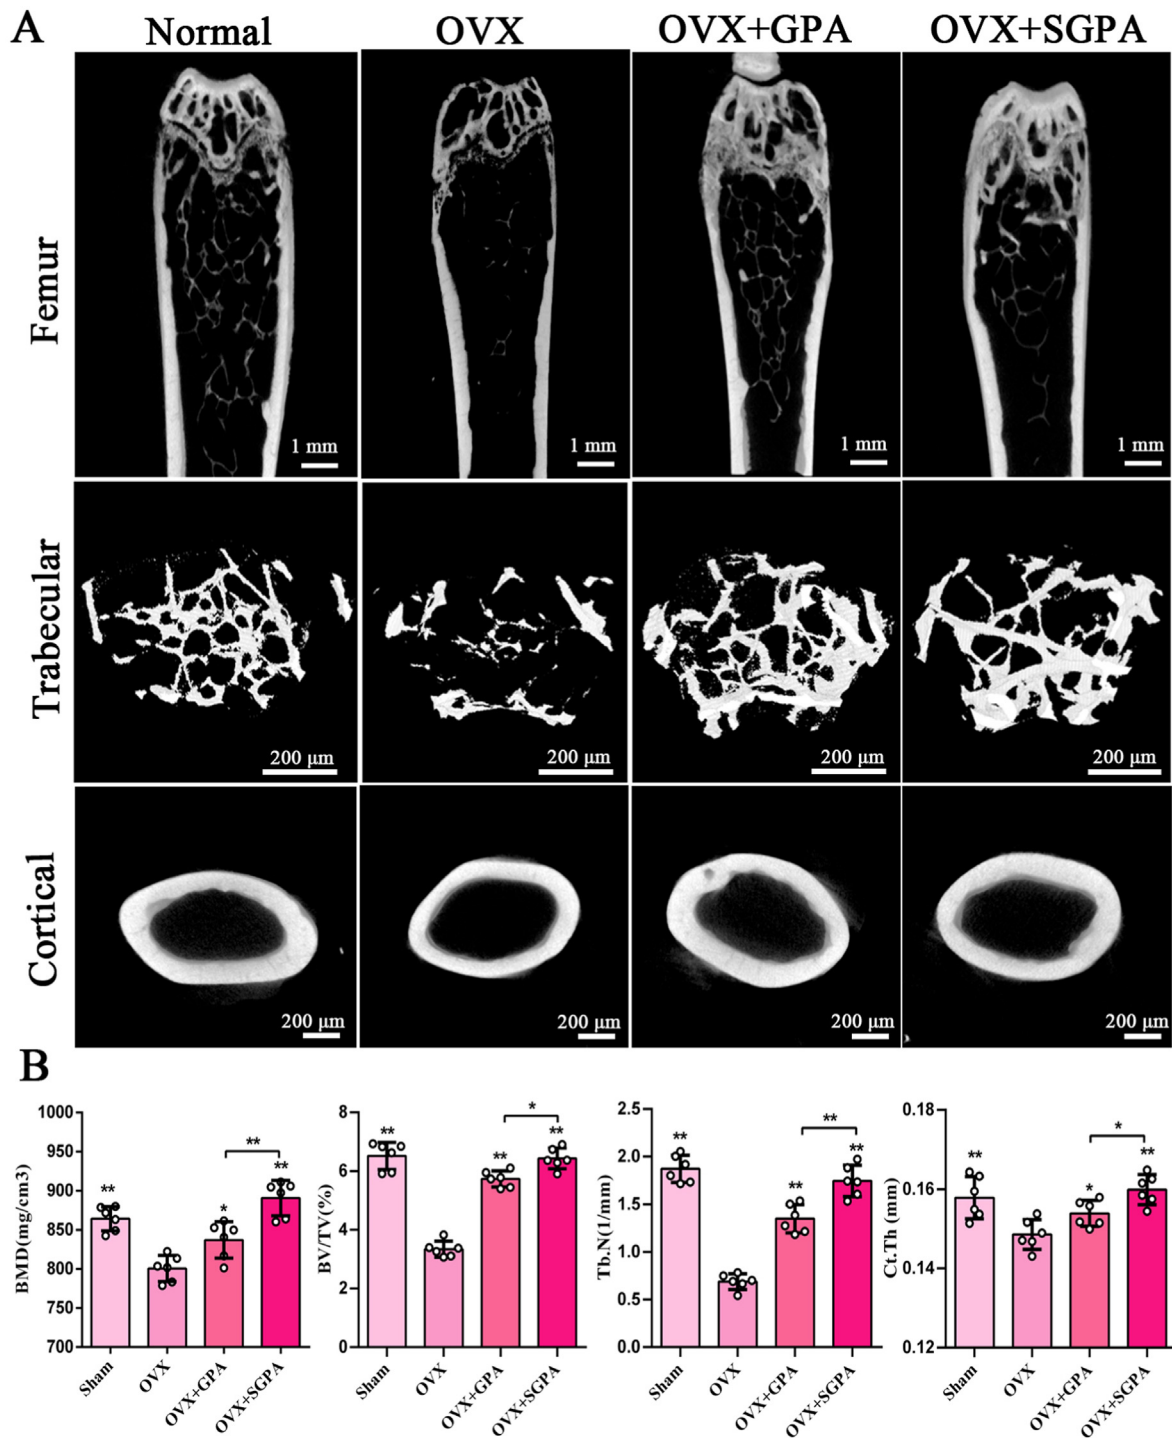 A
Normal OVX OVX+GPA OVX+SGPA
Femur
1 mm 1 mm 1 mm 1 mm
Trabecular
200 μm 200 μm 200 μm 200 μm
Cortical
200 μm 200 μm 200 μm 200 μm
B
BMD(mg/cm3)
1000
950
900
850
800
750
700
** * ** **
Sham OVX OVX+GPA OVX+SGPA
BV/TV(%)
8
6
4
2
0
** ** ** *
Sham OVX OVX+GPA OVX+SGPA
Tb.N(1/mm)
2.5
2.0
1.5
1.0
0.5
0.0
** ** ** **
Sham OVX OVX+GPA OVX+SGPA
Ct.Th (mm)
0.18
0.16
0.14
0.12
** * ** *
Sham OVX OVX+GPA OVX+SGPA